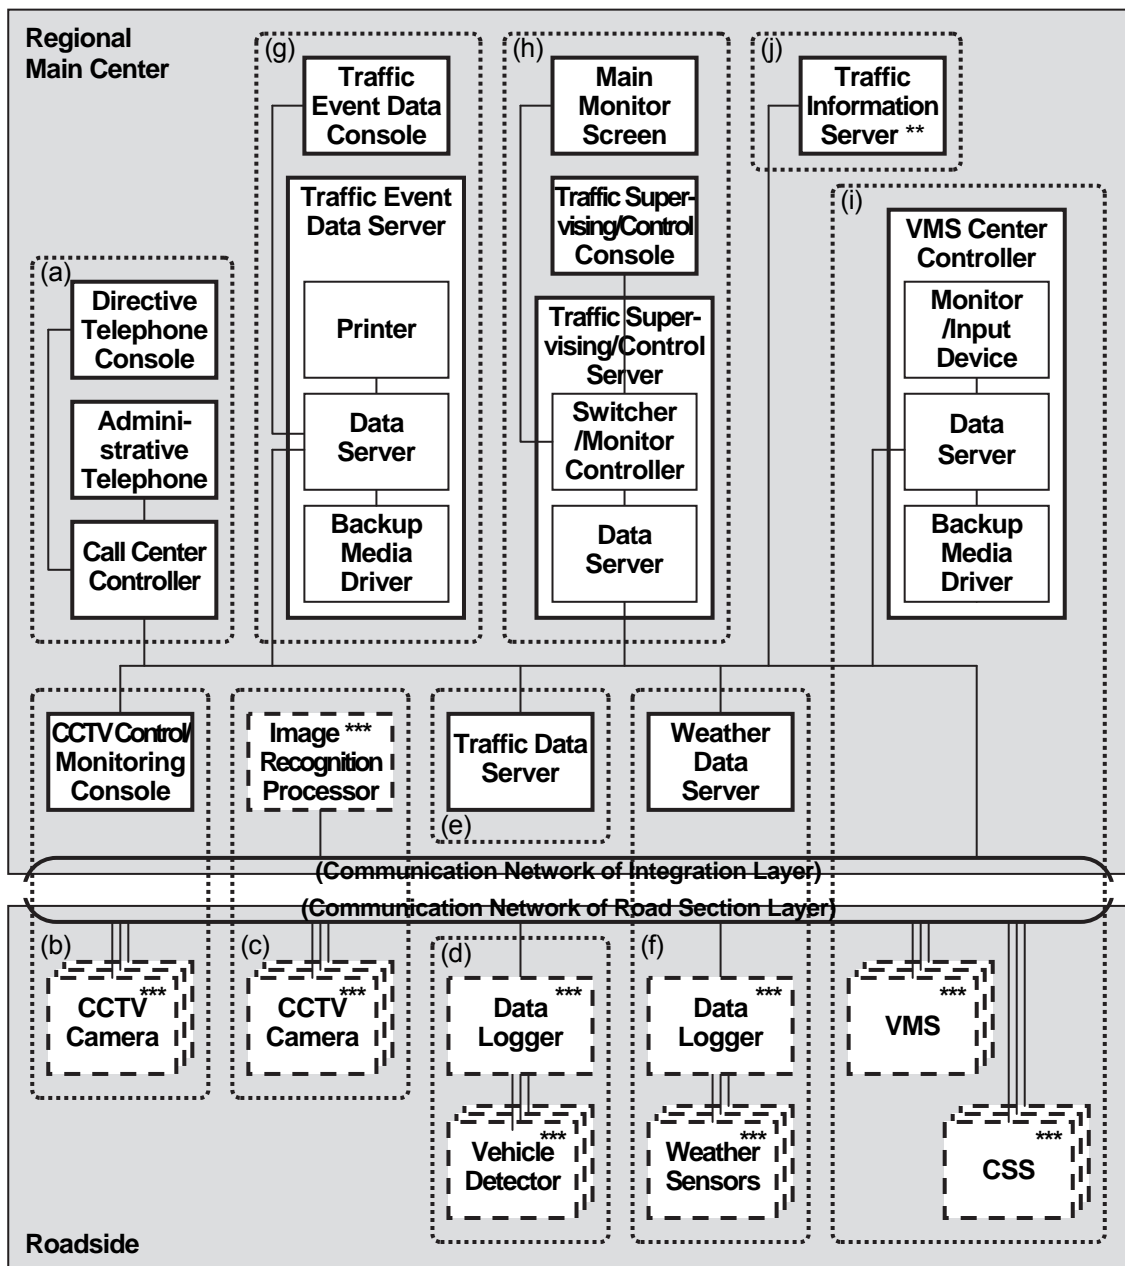 Regional
Main Center
(g)
Traffic
Event Data
Console
(h)
Main
Monitor
Screen
(j)
Traffic
Information
Server **
Traffic Event
Data Server
Traffic Super-
vising/Control
Console
(i)
VMS Center
Controller
(a)
Directive
Telephone
Console
Printer
Traffic Super-
vising/Control
Server
Monitor
/Input
Device
Admini-
strative
Telephone
Data
Server
Switcher
/Monitor
Controller
Data
Server
Call Center
Controller
Backup
Media
Driver
Data
Server
Backup
Media
Driver
CCTV Control/
Monitoring
Console
Image ***
Recognition
Processor
Traffic Data
Server
(e)
Weather
Data
Server
(Communication Network of Integration Layer)
(Communication Network of Road Section Layer)
(b)
CCTV ***
Camera
(c)
CCTV ***
Camera
(d)
***
Data
Logger
(f)
***
Data
Logger
***
VMS
***
Vehicle
Detector
***
Weather
Sensors
***
CSS
Roadside